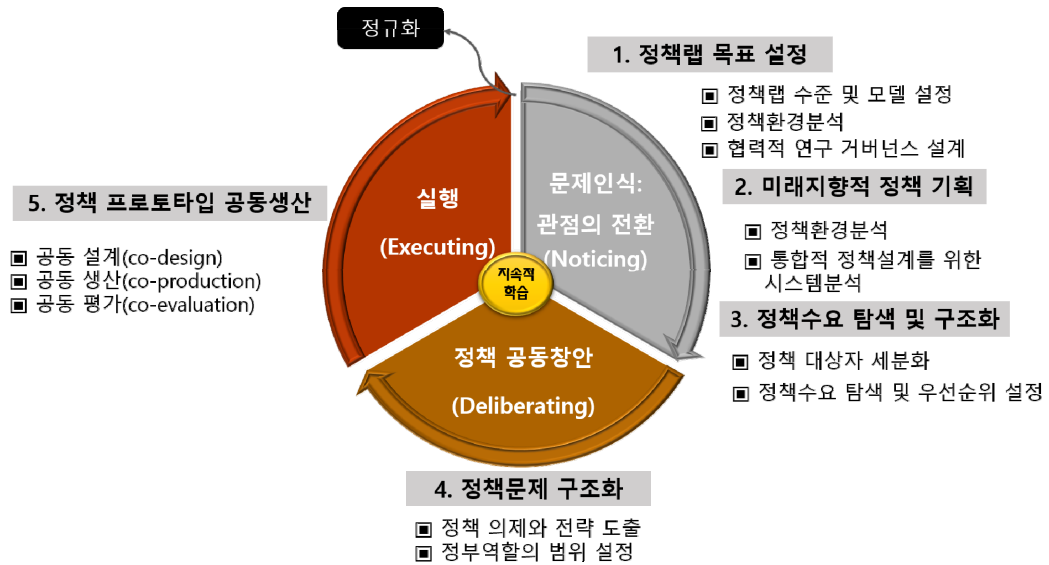 정규화
1. 정책랩 목표 설정
▣ 정책랩 수준 및 모델 설정
▣ 정책환경분석
▣ 협력적 연구 거버넌스 설계
2. 미래지향적 정책 기획
▣ 정책환경분석
▣ 통합적 정책설계를 위한
시스템분석
3. 정책수요 탐색 및 구조화
▣ 정책 대상자 세분화
▣ 정책수요 탐색 및 우선순위 설정
문제인식:
관점의 전환
(Noticing)
실행
(Executing)
지속적
학습
정책 공동창안
(Deliberating)
4. 정책문제 구조화
▣ 정책 의제와 전략 도출
▣ 정부역할의 범위 설정
5. 정책 프로토타입 공동생산
▣ 공동 설계(co-design)
▣ 공동 생산(co-production)
▣ 공동 평가(co-evaluation)